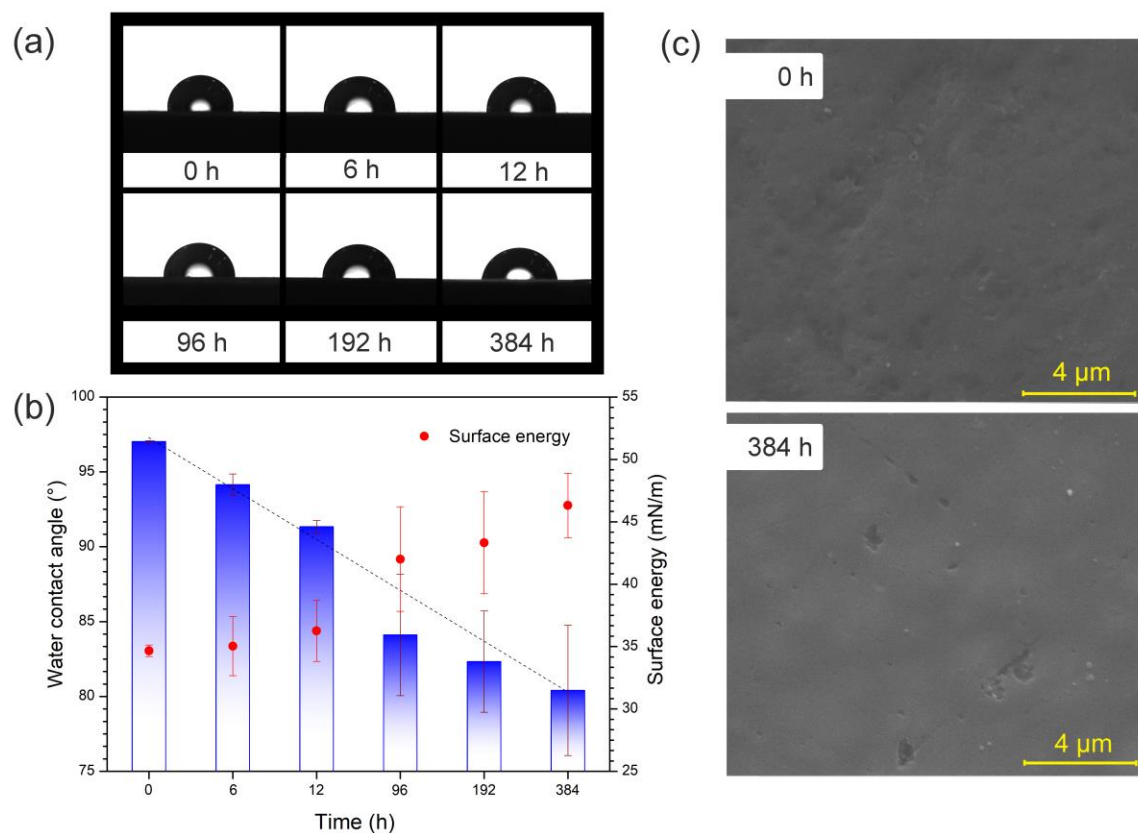 (a)
0 h
6 h
12 h
96 h
192 h
384 h
(b)
100
95
90
85
80
75
Water contact angle (°)
Surface energy
55
50
45
40
35
30
25
Surface energy (mN/m)
0
6
12
96
192
384
Time (h)
(c)
0 h
4 µm
384 h
4 µm